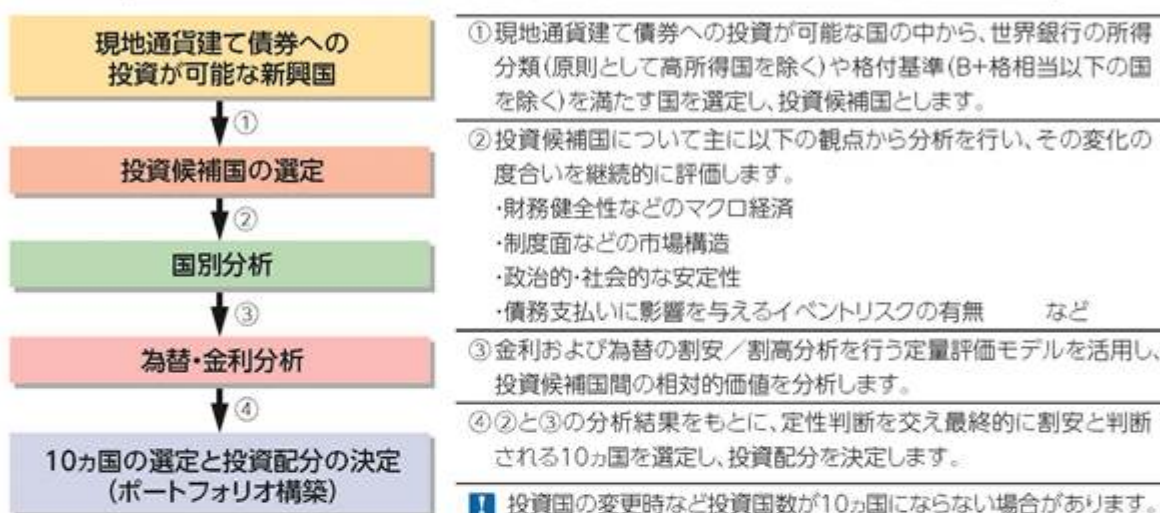 現地通貨建て債券への
投資が可能な新興国
①
投資候補国の選定
②
国別分析
③
為替・金利分析
④
10ヵ国の選定と投資配分の決定
(ポートフォリオ構築)
①現地通貨建て債券への投資が可能な国の中から、世界銀行の所得
分類(原則として高所得国を除く)や格付基準(B+格相当以下の国
を除く)を満たす国を選定し、投資候補国とします。
②投資候補国について主に以下の観点から分析を行い、その変化の
度合いを継続的に評価します。
・財務健全性などのマクロ経済
・制度面などの市場構造
・政治的・社会的な安定性
・債務支払いに影響を与えるイベントリスクの有無 など
③金利および為替の割安/割高分析を行う定量評価モデルを活用し、
投資候補国間の相対的価値を分析します。
④②と③の分析結果をもとに、定性判断を交え最終的に割安と判断
される10ヵ国を選定し、投資配分を決定します。
! 投資国の変更時など投資国数が10ヵ国にならない場合があります。